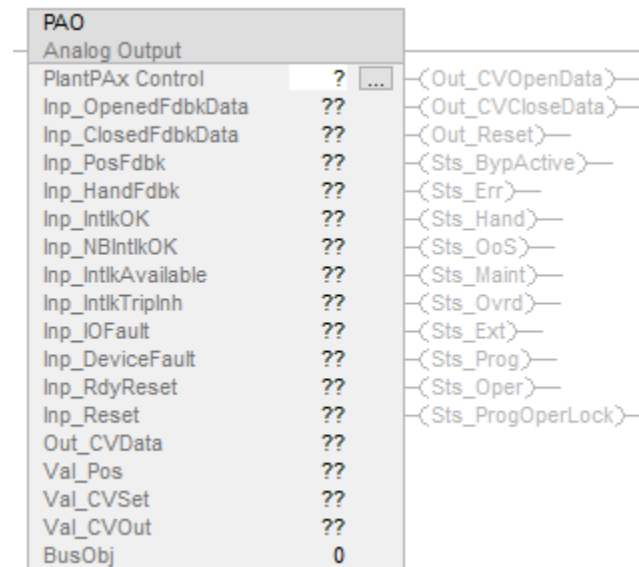 PAO
Analog Output
PlantPAx Control ? ... (Out_CVOpenData)
Inp_OpenedFdbkData ?? (Out_CVCloseData)
Inp_ClosedFdbkData ?? (Out_Reset)
Inp_PosFdbk ?? (Sts_BypActive)
Inp_HandFdbk ?? (Sts_Err)
Inp_IntlkOK ?? (Sts_Hand)
Inp_NBIntlkOK ?? (Sts_OoS)
Inp_IntlkAvailable ?? (Sts_Maint)
Inp_IntlkTripInh ?? (Sts_Ovrd)
Inp_IOFault ?? (Sts_Ext)
Inp_DeviceFault ?? (Sts_Prog)
Inp_RdyReset ?? (Sts_Oper)
Inp_Reset ?? (Sts_ProgOperLock)
Out_CVData ??
Val_Pos ??
Val_CVSet ??
Val_CVOut ??
BusObj 0